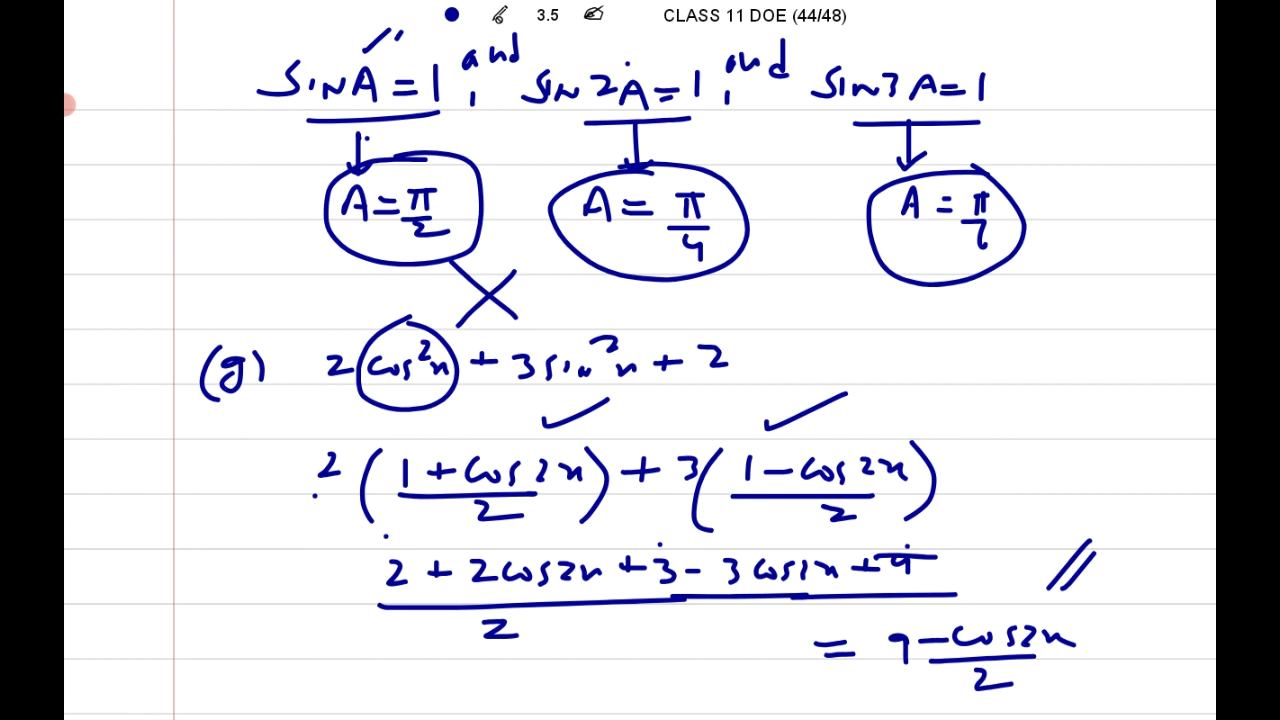 3.5 CLASS 11 DOE (44/48)
sinA = 1, and sin2A = 1, and sin3A = 1
A = π/2 A = π/4 A = π/6
(g) 2cos²x + 3sin²x + 2
2 (1 + cos2x / 2) + 3 (1 - cos2x / 2)
2 + 2cos2x + 3 - 3cos2x + 4 / 2
= 9 - cos2x / 2